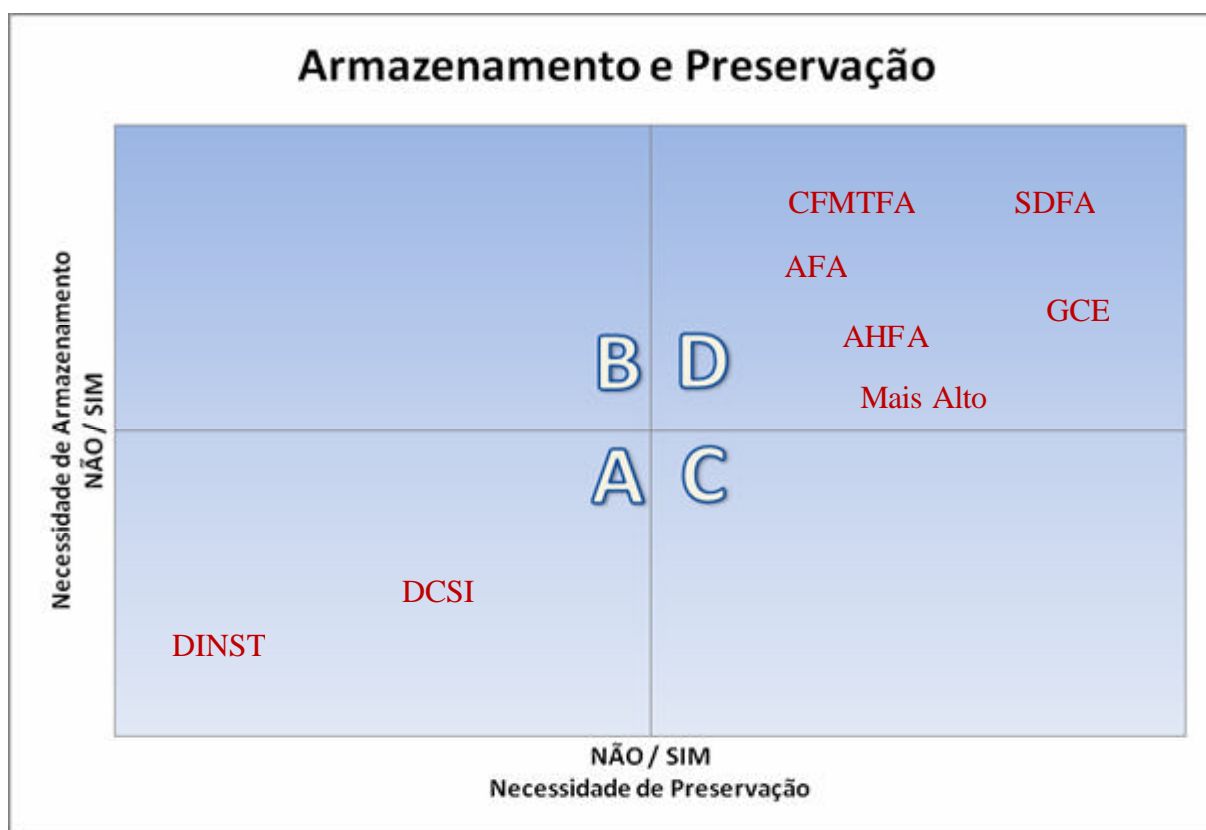 Armazenamento e Preservação
Necessidade de Armazenamento
NÃO / SIM
CFMTFA SDFA
AFA
GCE
AHFA
Mais Alto
B D
A C
DCSI
DINST
NÃO / SIM
Necessidade de Preservação